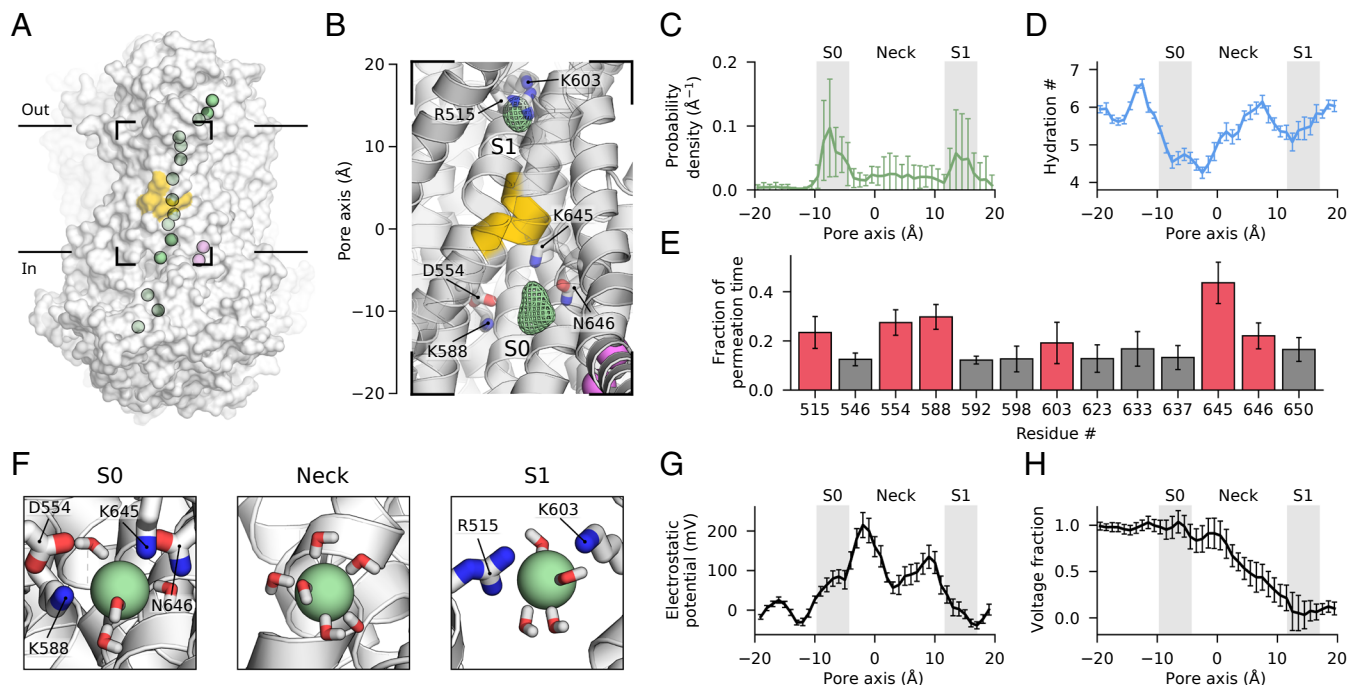 A
Out
In
B
Pore axis (Å)
20
10
0
−10
−20
K603
R515
S1
K645
D554
N646
K588
S0
C
S0 Neck S1
Probability
density (Å⁻¹)
0.2
0.1
0.0
−20 −10 0 10 20
Pore axis (Å)
D
S0 Neck S1
Hydration #
7
6
5
4
−20 −10 0 10 20
Pore axis (Å)
E
Fraction of
permeation time
0.4
0.2
0.0
515 546 554 588 592 598 603 623 633 637 645 646 650
Residue #
F
S0
D554
K645
N646
K588
Neck
S1
R515
K603
G
S0 Neck S1
Electrostatic
potential (mV)
200
100
0
−20 −10 0 10 20
Pore axis (Å)
H
S0 Neck S1
Voltage fraction
1.0
0.5
0.0
−20 −10 0 10 20
Pore axis (Å)